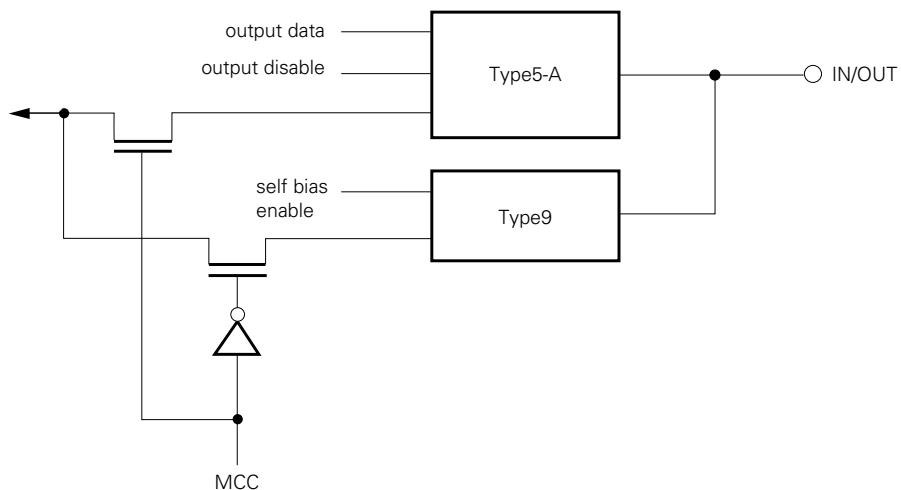 output data
output disable
Type5-A
IN/OUT
self bias
enable
Type9
MCC